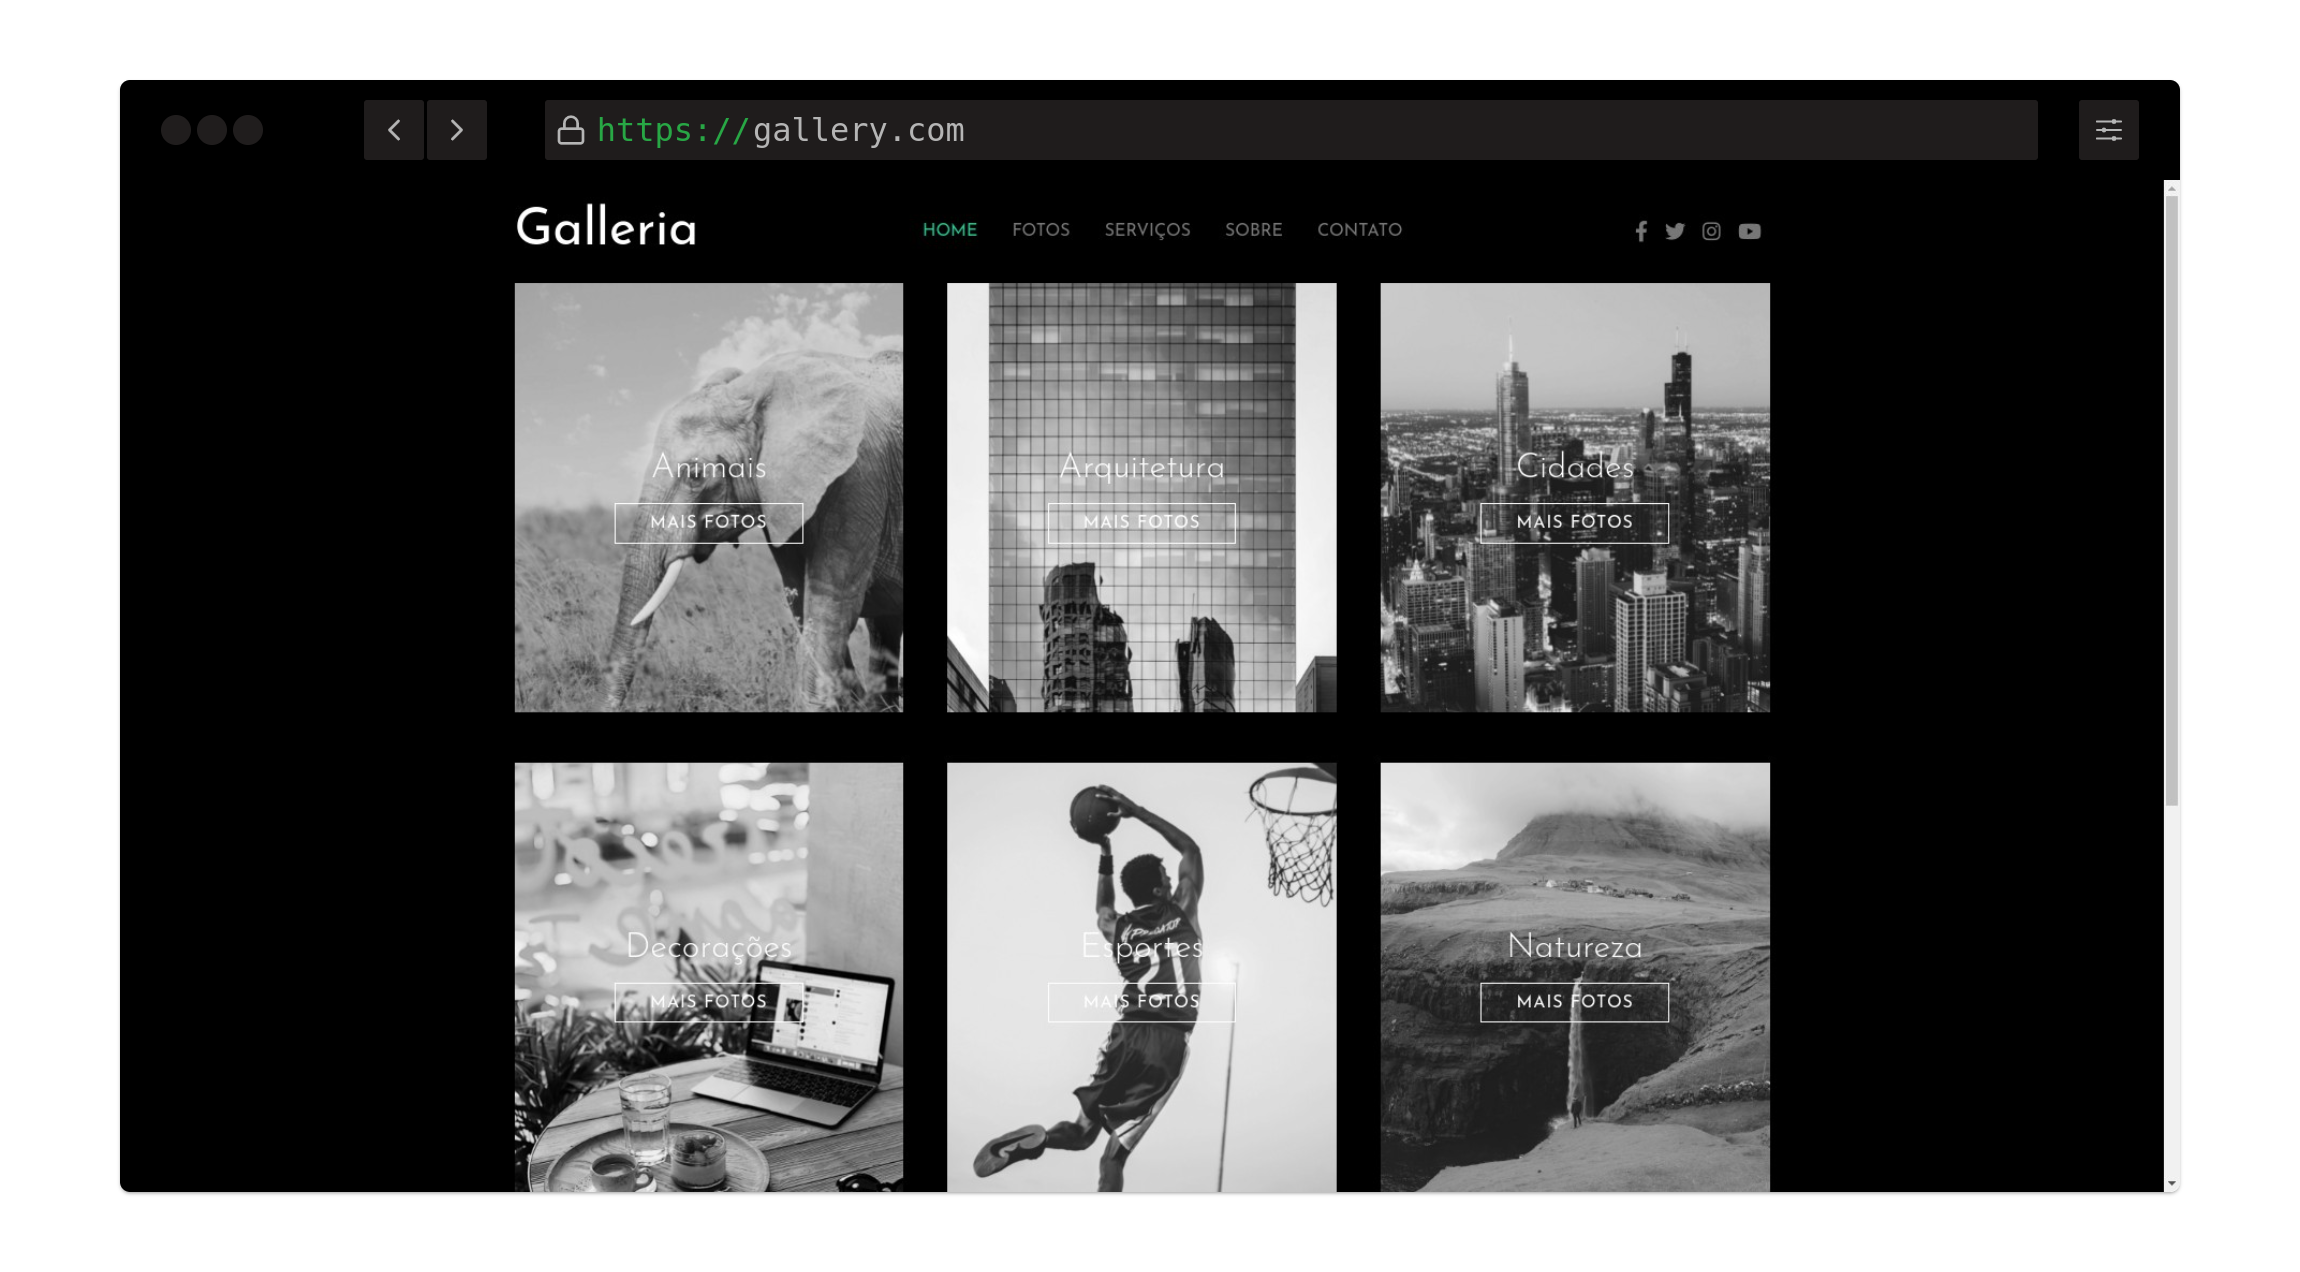 https://gallery.com
Galleria
HOME FOTOS SERVIÇOS SOBRE CONTATO
Animais
MAIS FOTOS
Arquitetura
MAIS FOTOS
Cidades
MAIS FOTOS
Decorações
MAIS FOTOS
Esportes
21
MAIS FOTOS
Natureza
MAIS FOTOS